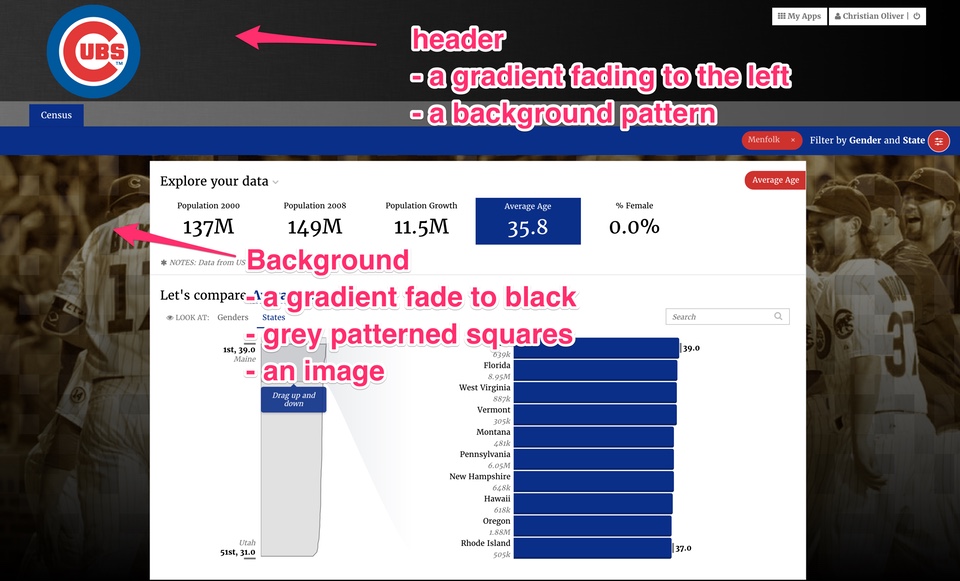 CUBS
TM
My Apps
Christian Oliver |
header
- a gradient fading to the left
- a background pattern
Census
Menfolk ×
Filter by Gender and State
Explore your data
Average Age
Population 2000
137M
Population 2008
149M
Population Growth
11.5M
Average Age
35.8
% Female
0.0%
NOTES: Data from US
Background
- a gradient fade to black
- grey patterned squares
- an image
Let's compare
LOOK AT: Genders States
Search
1st, 39.0
Maine
Drag up and
down
Utah
51st, 31.0
639k
39.0
Florida
8.95M
West Virginia
887k
Vermont
305k
Montana
481k
Pennsylvania
6.05M
New Hampshire
648k
Hawaii
618k
Oregon
1.88M
Rhode Island
505k
37.0